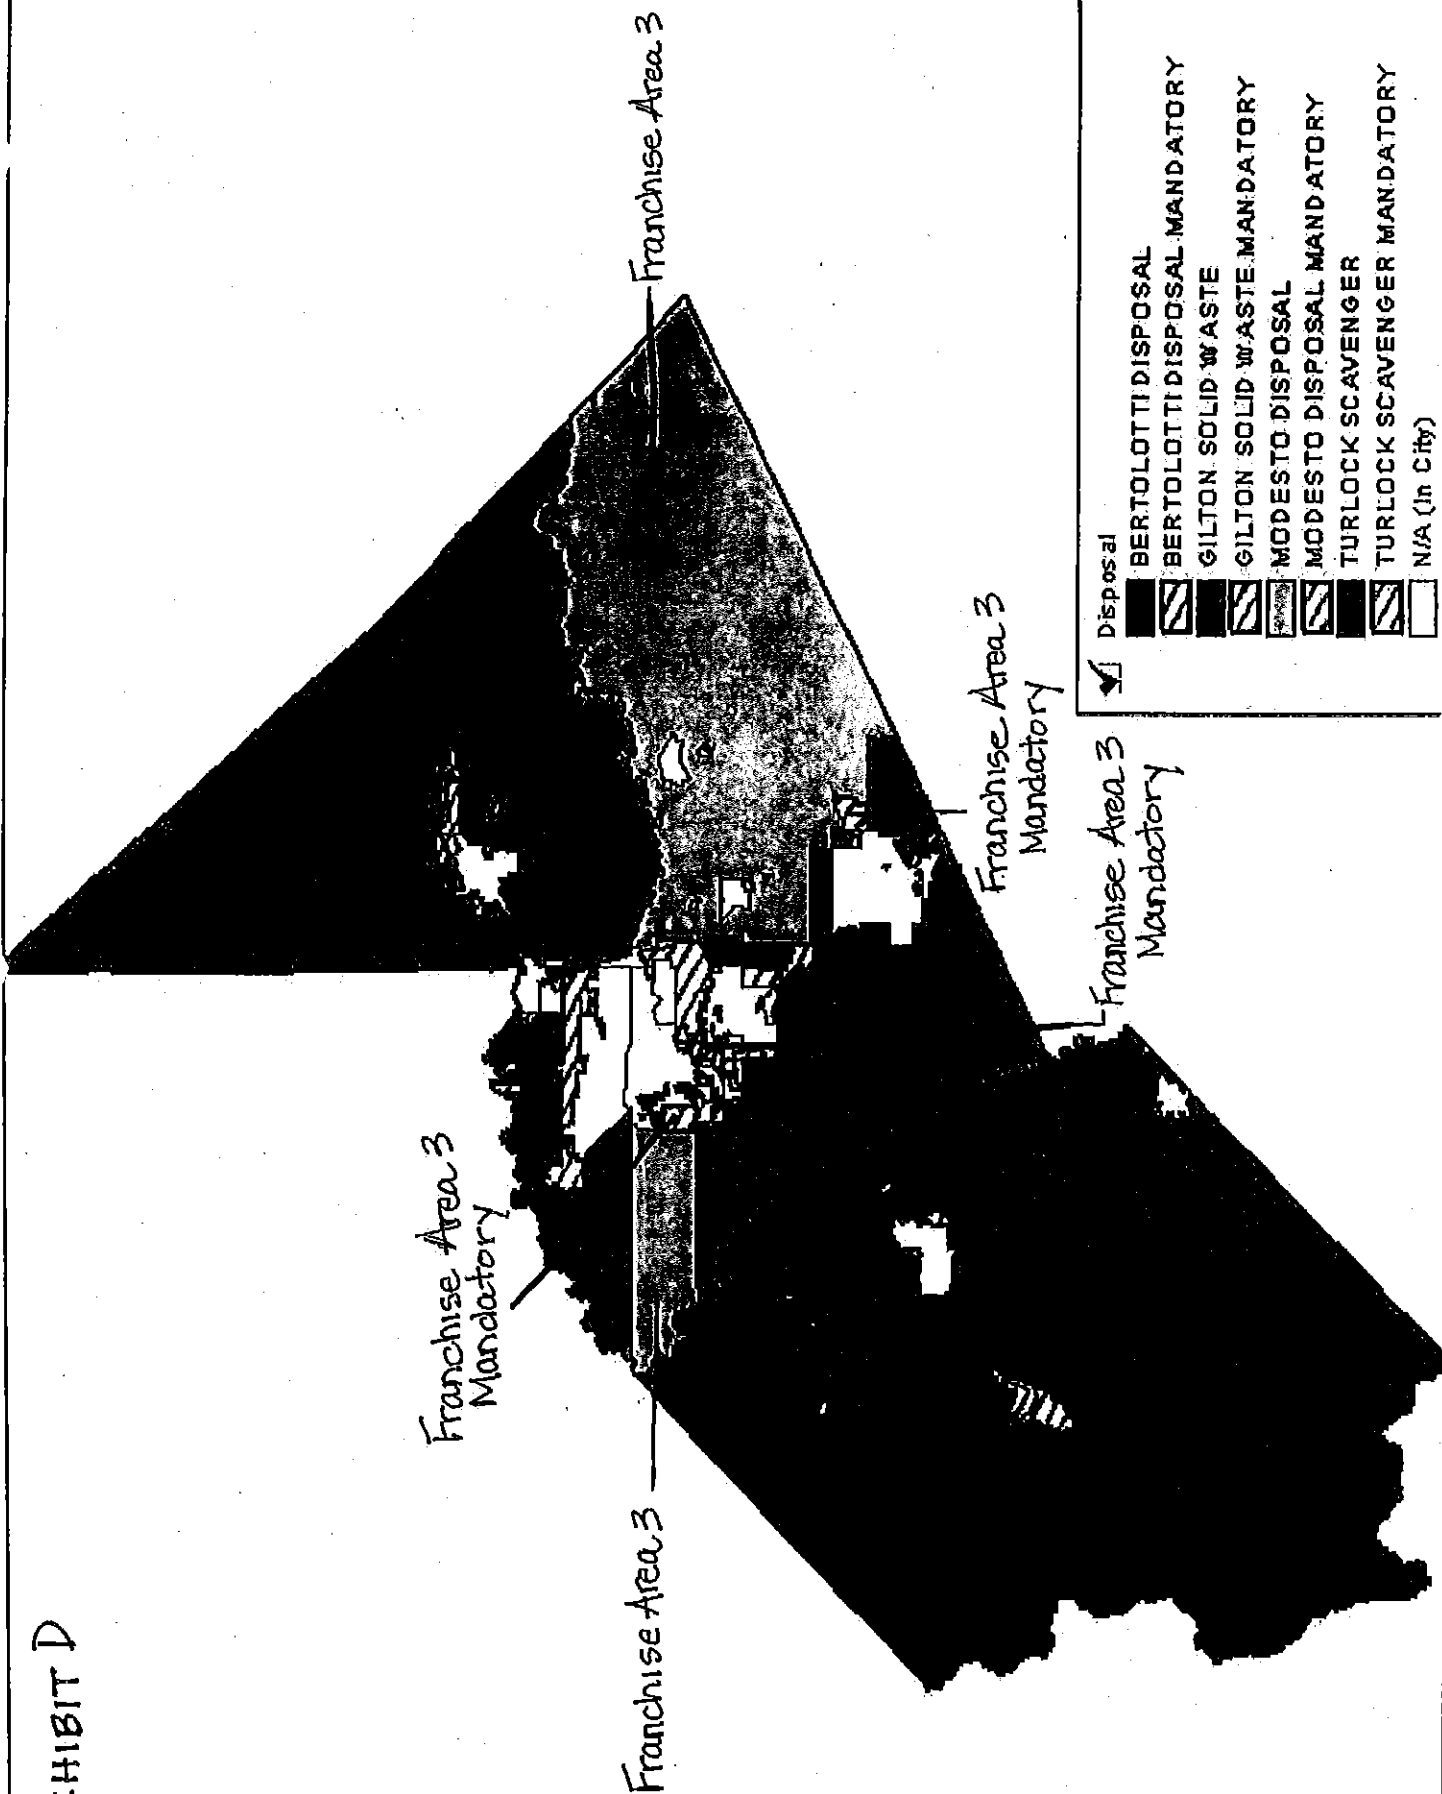 HIBIT D
Franchise Area 3
Franchise Area 3
Mandatory
Franchise Area 3
Franchise Area 3
Mandatory
Franchise Area 3
Mandatory
Disposal
BERTOLOTTI DISPOSAL
BERTOLOTTI DISPOSAL MANDATORY
GILTON SOLID WASTE
GILTON SOLID WASTE MANDATORY
MODESTO DISPOSAL
MODESTO DISPOSAL MANDATORY
TURLOCK SCAVENGER
TURLOCK SCAVENGER MANDATORY
N/A (In City)